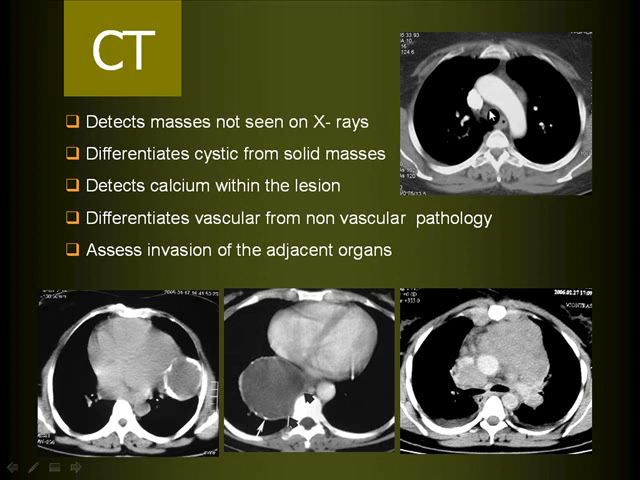 CT
Detects masses not seen on X- rays
Differentiates cystic from solid masses
Detects calcium within the lesion
Differentiates vascular from non vascular pathology
Assess invasion of the adjacent organs